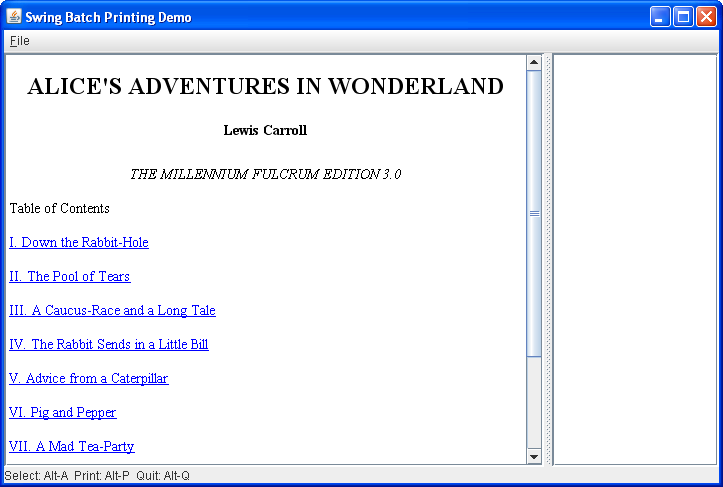 Swing Batch Printing Demo
File
ALICE'S ADVENTURES IN WONDERLAND
Lewis Carroll
THE MILLENNIUM FULCRUM EDITION 3.0
Table of Contents
I. Down the Rabbit-Hole
II. The Pool of Tears
III. A Caucus-Race and a Long Tale
IV. The Rabbit Sends in a Little Bill
V. Advice from a Caterpillar
VI. Pig and Pepper
VII. A Mad Tea-Party
Select: Alt-A  Print: Alt-P  Quit: Alt-Q